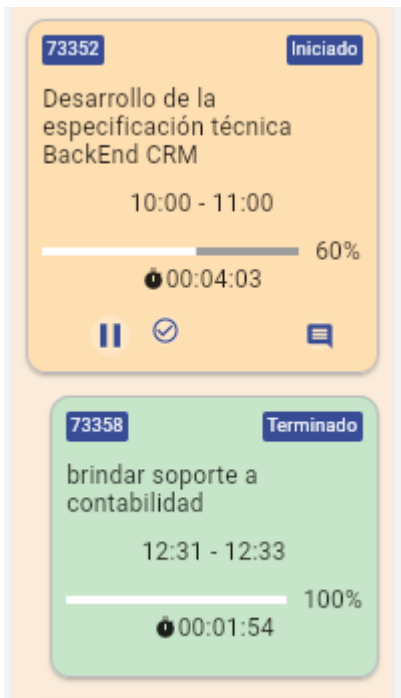 73352 Iniciado
Desarrollo de la
especificación técnica
BackEnd CRM
10:00 - 11:00
60%
00:04:03
73358 Terminado
brindar soporte a
contabilidad
12:31 - 12:33
100%
00:01:54